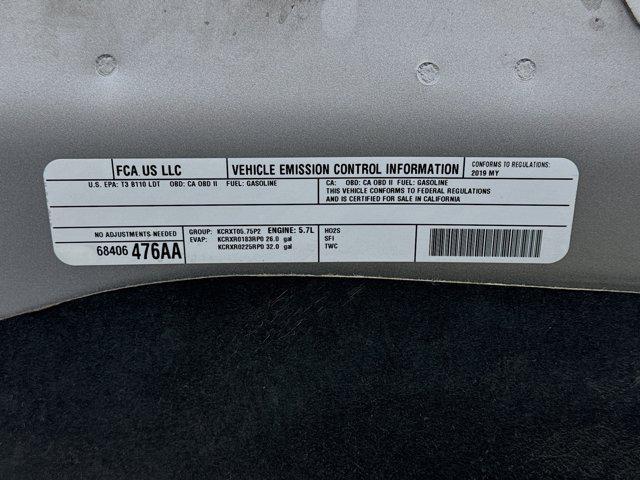 FCA US LLC
VEHICLE EMISSION CONTROL INFORMATION
CONFORMS TO REGULATIONS:
2019 MY
U.S. EPA: T3 B110 LDT OBD: CA OBD II FUEL: GASOLINE
CA: OBD: CA OBD II FUEL: GASOLINE
THIS VEHICLE CONFORMS TO FEDERAL REGULATIONS
AND IS CERTIFIED FOR SALE IN CALIFORNIA
NO ADJUSTMENTS NEEDED
68406 476AA
GROUP: KCRXT05.75P2 ENGINE: 5.7L
EVAP: KCRXR0183RP0 26.0 gal
KCRXR0225RP0 32.0 gal
HO2S
SFI
TWC